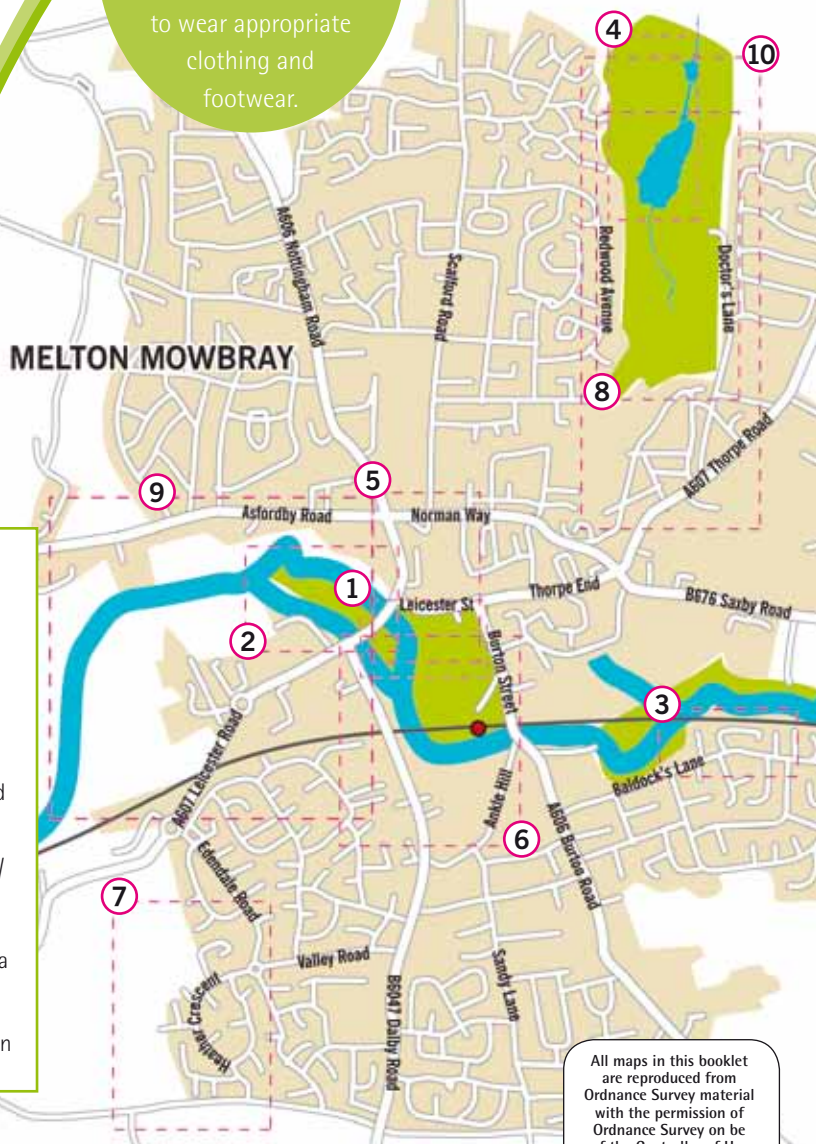 to wear appropriate
clothing and
footwear.
4
10
A606 Nottingham Road
Scalford Road
Redwood Avenue
Doctor's Lane
MELTON MOWBRAY
8
A607 Thorpe Road
5
9
Asfordby Road
Norman Way
1
Leicester St
Thorpe End
B676 Saxby Road
2
Burton Street
3
A607 Leicester Road
Baldock's Lane
Ankle Hill
A606 Burton Road
6
Edendale Road
7
Valley Road
Sandy Lane
Heather Crescent
B6047 Dalby Road
d
a
n
All maps in this booklet
are reproduced from
Ordnance Survey material
with the permission of
Ordnance Survey on be